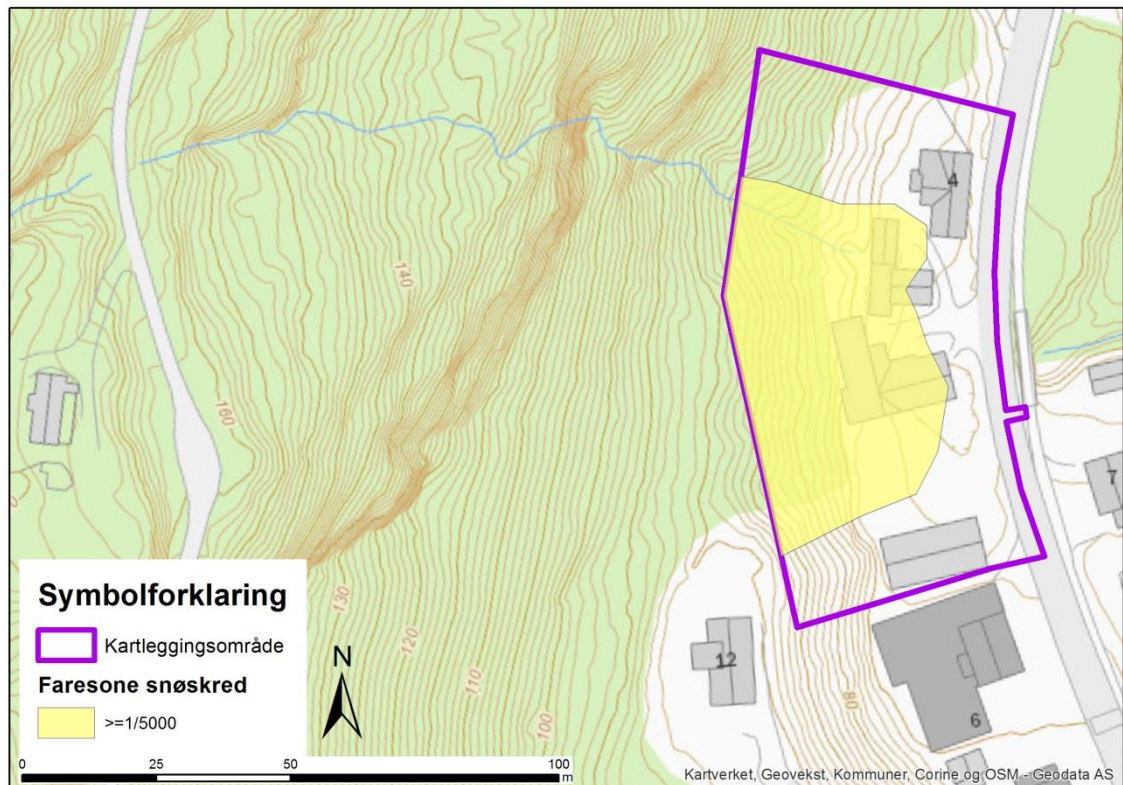 4
140
160
7
Symbolforklaring
Kartleggingsområde
Faresone snøskred
>=1/5000
N
130
120
110
100
12
80
6
0 25 50 100
m
Kartverket, Geovekst, Kommuner, Corine og OSM - Geodata AS